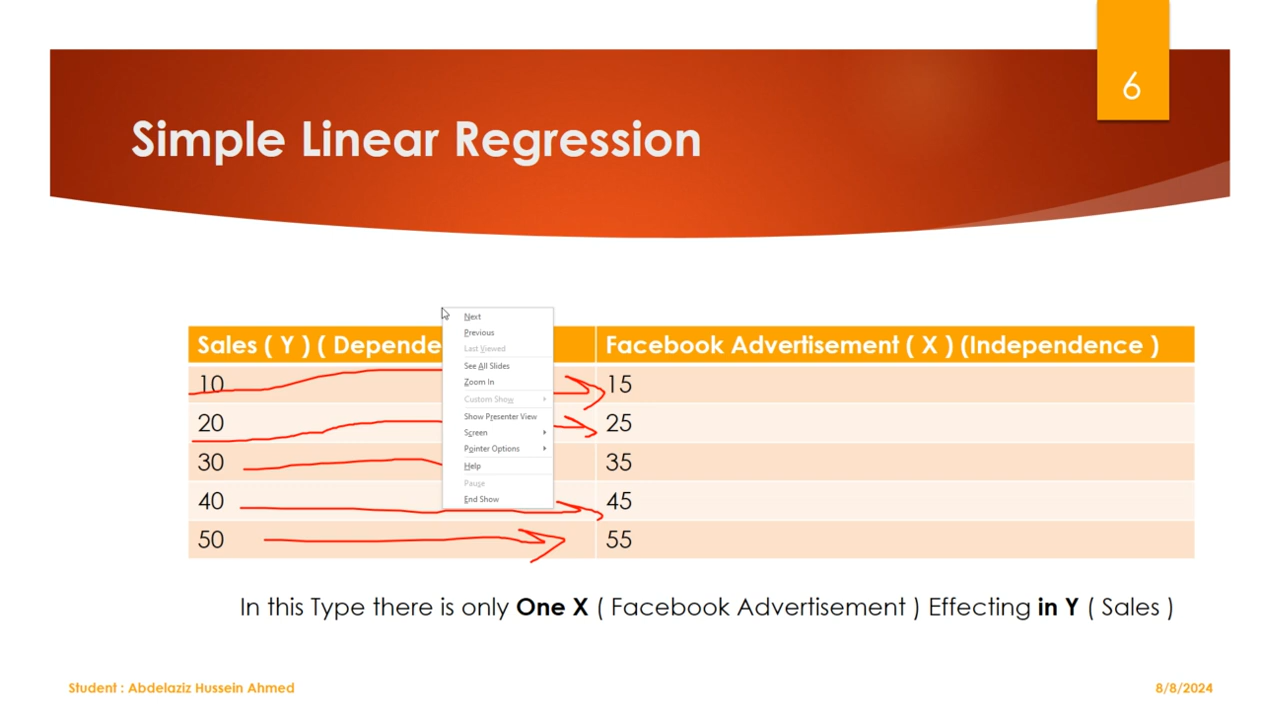 6
Simple Linear Regression
Sales ( Y ) ( Depende
Facebook Advertisement ( X ) (Independence )
10 15
20 25
30 35
40 45
50 55
Next
Previous
Last Viewed
See All Slides
Zoom In
Custom Show
Show Presenter View
Screen
Pointer Options
Help
Pause
End Show
In this Type there is only One X ( Facebook Advertisement ) Effecting in Y ( Sales )
Student : Abdelaziz Hussein Ahmed
8/8/2024